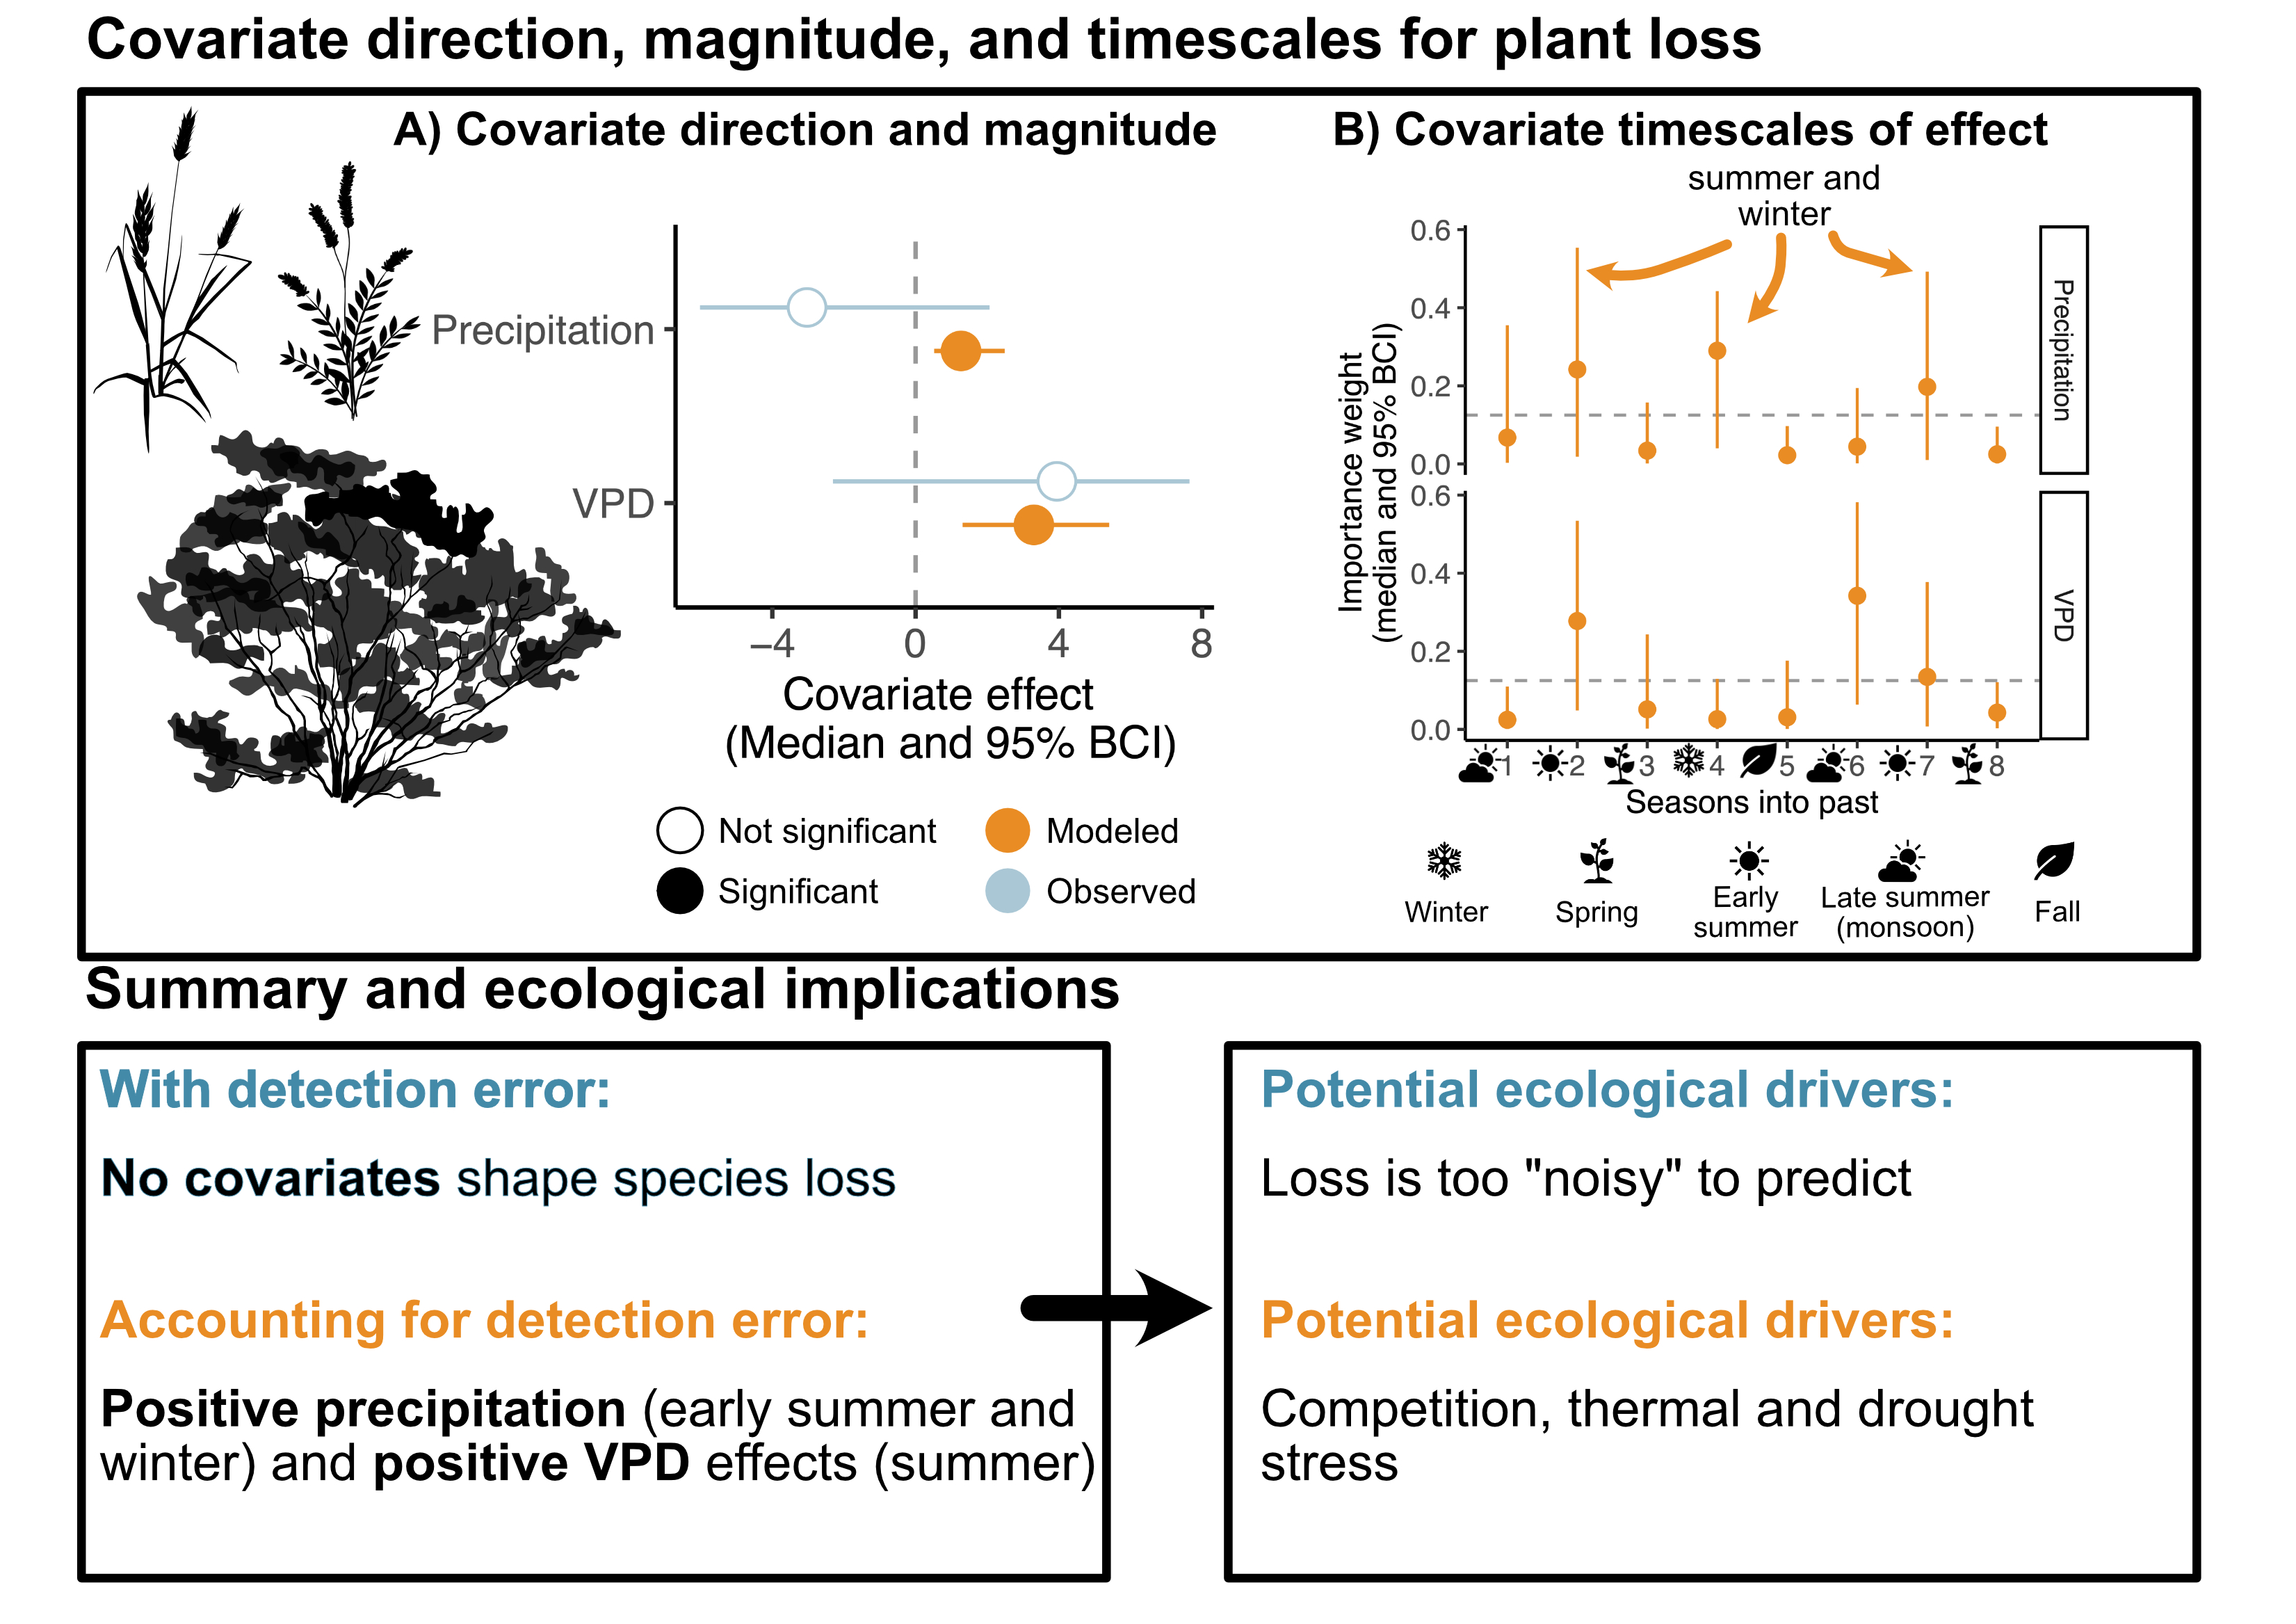 Covariate direction, magnitude, and timescales for plant loss
A) Covariate direction and magnitude
Precipitation
VPD
−4
0
4
8
Covariate effect
(Median and 95% BCI)
Not significant
Modeled
Significant
Observed
B) Covariate timescales of effect
summer and
winter
Importance weight
(median and 95% BCI)
0.6
0.4
0.2
0.0
Precipitation
0.6
0.4
0.2
0.0
VPD
1
2
3
4
5
6
7
8
Seasons into past
Winter
Spring
Early
summer
Late summer
(monsoon)
Fall
Summary and ecological implications
With detection error:
No covariates shape species loss
Accounting for detection error:
Positive precipitation (early summer and
winter) and positive VPD effects (summer)
Potential ecological drivers:
Loss is too "noisy" to predict
Potential ecological drivers:
Competition, thermal and drought
stress